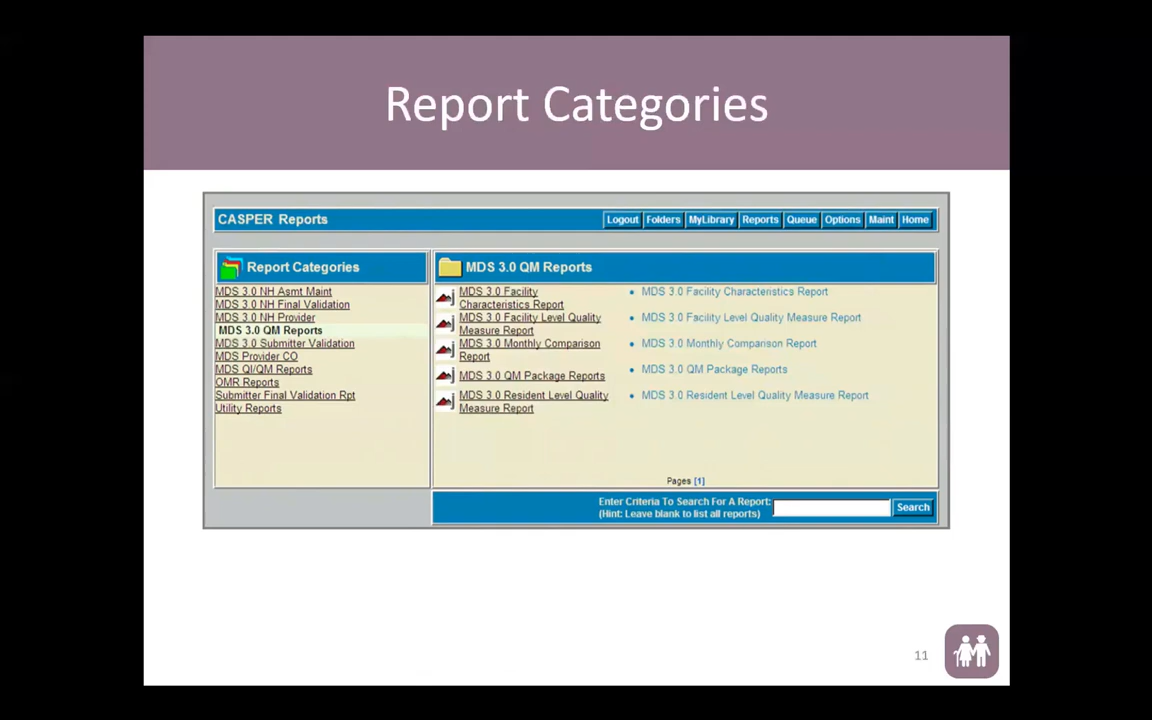 Report Categories
CASPER Reports
Logout Folders MyLibrary Reports Queue Options Maint Home
Report Categories
MDS 3.0 NH Asmt Maint
MDS 3.0 NH Final Validation
MDS 3.0 NH Provider
MDS 3.0 QM Reports
MDS 3.0 Submitter Validation
MDS Provider CO
MDS QI/QM Reports
OMR Reports
Submitter Final Validation Rpt
Utility Reports
MDS 3.0 QM Reports
MDS 3.0 Facility
Characteristics Report
MDS 3.0 Facility Level Quality
Measure Report
MDS 3.0 Monthly Comparison
Report
MDS 3.0 QM Package Reports
MDS 3.0 Resident Level Quality
Measure Report
• MDS 3.0 Facility Characteristics Report
• MDS 3.0 Facility Level Quality Measure Report
• MDS 3.0 Monthly Comparison Report
• MDS 3.0 QM Package Reports
• MDS 3.0 Resident Level Quality Measure Report
Pages [1]
Enter Criteria To Search For A Report:
(Hint: Leave blank to list all reports)
Search
11